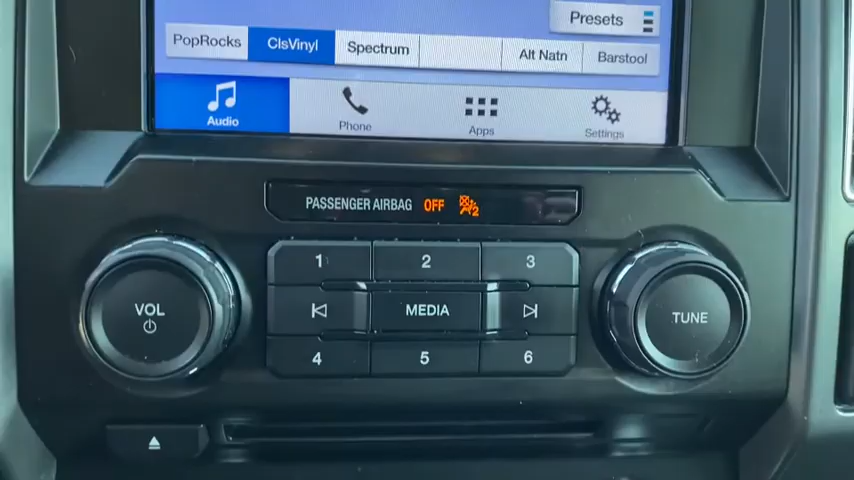 Presets
PopRocks ClsVinyl Spectrum Alt Natn Barstool
Audio Phone Apps Settings
PASSENGER AIRBAG OFF 2
1 2 3
VOL MEDIA TUNE
4 5 6